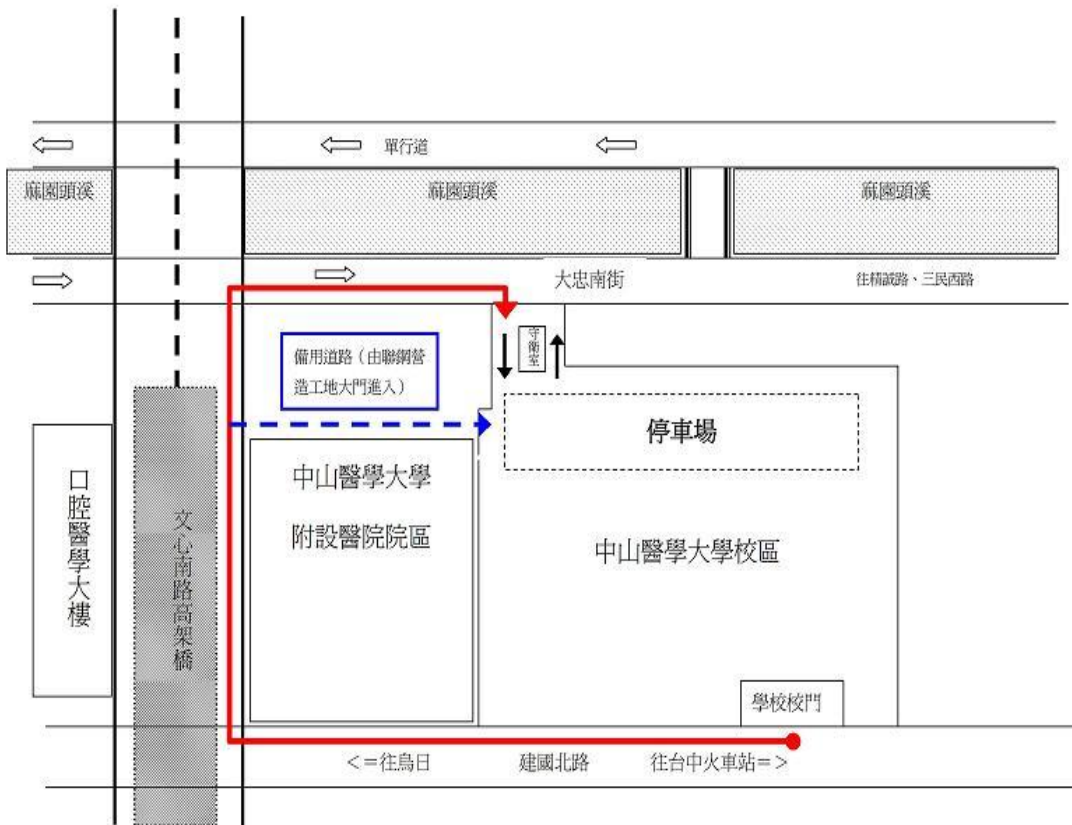 單行道
麻園頭溪
麻園頭溪
麻園頭溪
大忠南街
往精誠路、三民西路
守衛室
備用道路（由聯鋼營
造工地大門進入）
停車場
口腔醫學大樓
文心南路高架橋
中山醫學大學
附設醫院院區
中山醫學大學校區
學校校門
<=往烏日
建國北路
往台中火車站=>